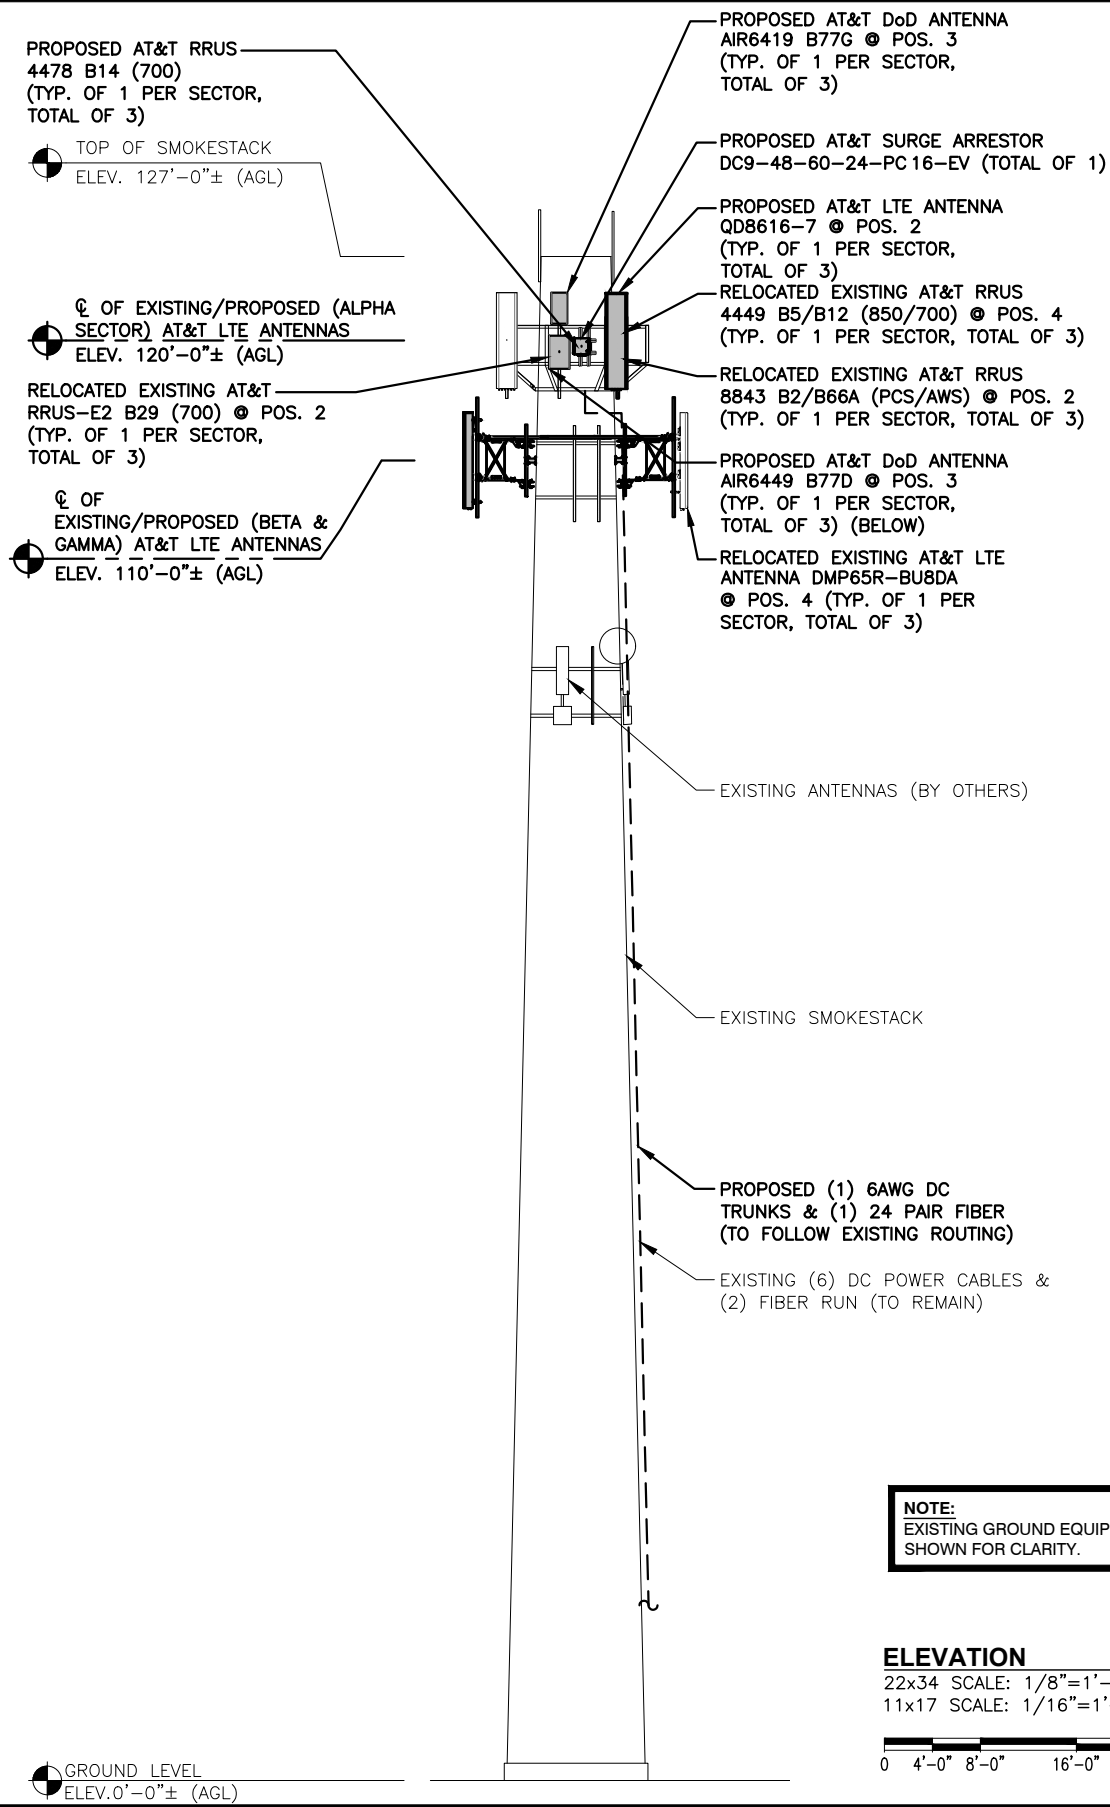 PROPOSED AT&T RRUS
4478 B14 (700)
(TYP. OF 1 PER SECTOR,
TOTAL OF 3)
TOP OF SMOKESTACK
ELEV. 127'-0"± (AGL)
℄ OF EXISTING/PROPOSED (ALPHA
SECTOR) AT&T LTE ANTENNAS
ELEV. 120'-0"± (AGL)
RELOCATED EXISTING AT&T
RRUS-E2 B29 (700) @ POS. 2
(TYP. OF 1 PER SECTOR,
TOTAL OF 3)
℄ OF
EXISTING/PROPOSED (BETA &
GAMMA) AT&T LTE ANTENNAS
ELEV. 110'-0"± (AGL)
PROPOSED AT&T DoD ANTENNA
AIR6419 B77G @ POS. 3
(TYP. OF 1 PER SECTOR,
TOTAL OF 3)
PROPOSED AT&T SURGE ARRESTOR
DC9-48-60-24-PC16-EV (TOTAL OF 1)
PROPOSED AT&T LTE ANTENNA
QD8616-7 @ POS. 2
(TYP. OF 1 PER SECTOR,
TOTAL OF 3)
RELOCATED EXISTING AT&T RRUS
4449 B5/B12 (850/700) @ POS. 4
(TYP. OF 1 PER SECTOR, TOTAL OF 3)
RELOCATED EXISTING AT&T RRUS
8843 B2/B66A (PCS/AWS) @ POS. 2
(TYP. OF 1 PER SECTOR, TOTAL OF 3)
PROPOSED AT&T DoD ANTENNA
AIR6449 B77D @ POS. 3
(TYP. OF 1 PER SECTOR,
TOTAL OF 3) (BELOW)
RELOCATED EXISTING AT&T LTE
ANTENNA DMP65R-BU8DA
@ POS. 4 (TYP. OF 1 PER
SECTOR, TOTAL OF 3)
EXISTING ANTENNAS (BY OTHERS)
EXISTING SMOKESTACK
PROPOSED (1) 6AWG DC
TRUNKS & (1) 24 PAIR FIBER
(TO FOLLOW EXISTING ROUTING)
EXISTING (6) DC POWER CABLES &
(2) FIBER RUN (TO REMAIN)
NOTE:
EXISTING GROUND EQUIP
SHOWN FOR CLARITY.
ELEVATION
22x34 SCALE: 1/8"=1'-
11x17 SCALE: 1/16"=1'
0 4'-0" 8'-0" 16'-0"
GROUND LEVEL
ELEV.0'-0"± (AGL)